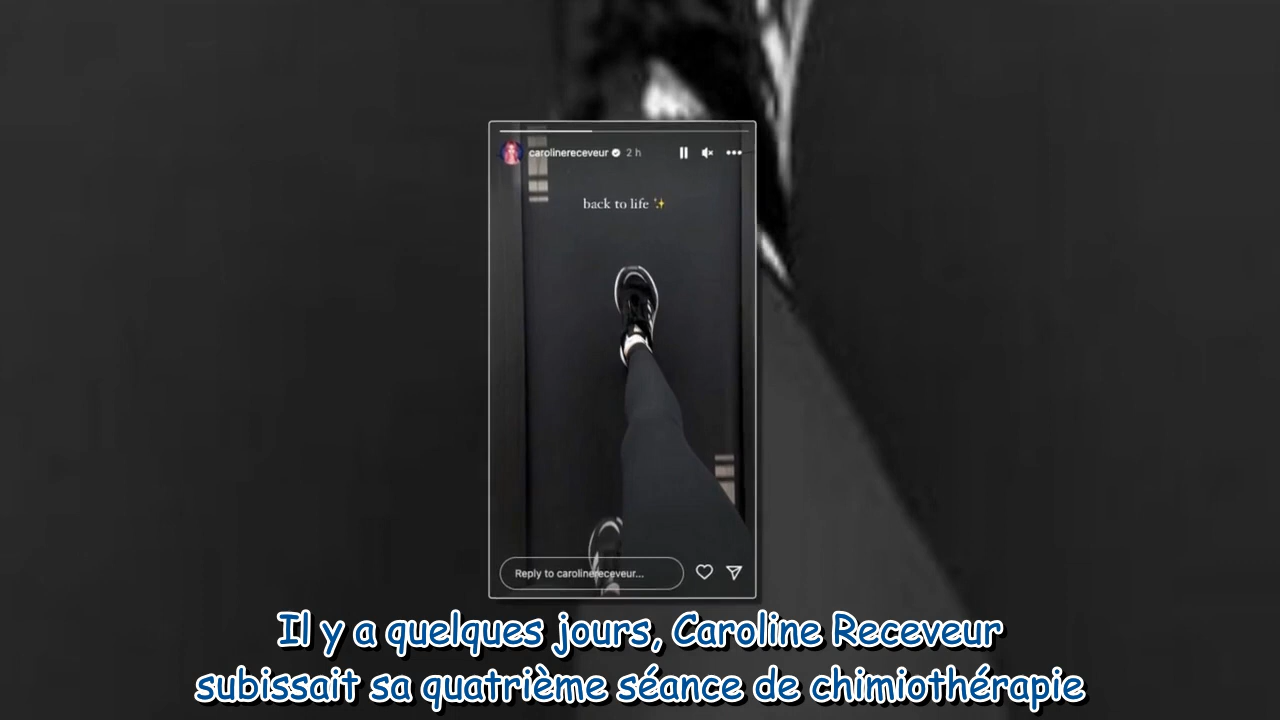 carolinereceveur 2 h
back to life ✨
Reply to carolinereceveur...
Il y a quelques jours, Caroline Receveur
subissait sa quatrième séance de chimiothérapie